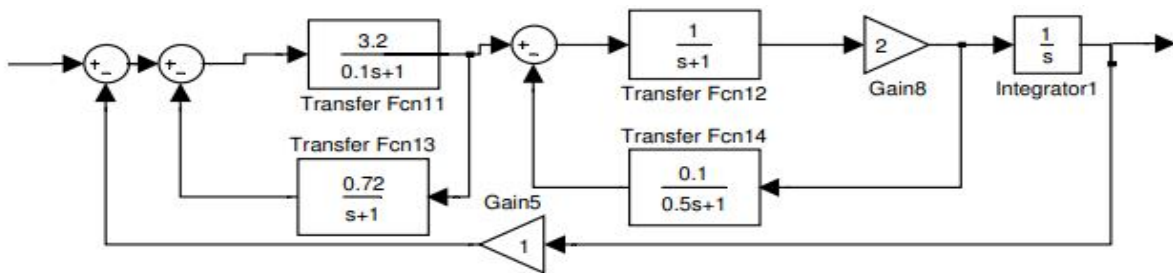 +
-
+
-
3.2
0.1s+1
Transfer Fcn11
+
-
1
s+1
Transfer Fcn12
2
Gain8
1
s
Integrator1
Transfer Fcn13
0.72
s+1
Transfer Fcn14
0.1
0.5s+1
Gain5
1